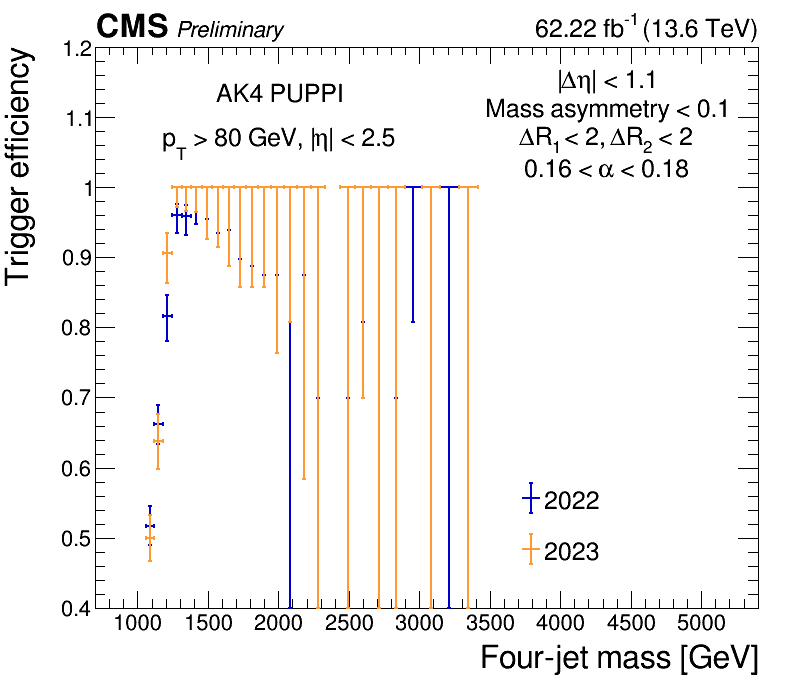 CMS Preliminary 62.22 fb⁻¹ (13.6 TeV)
Trigger efficiency
1.2
1.1
1
0.9
0.8
0.7
0.6
0.5
0.4
AK4 PUPPI
p_T > 80 GeV, |η| < 2.5
|Δη| < 1.1
Mass asymmetry < 0.1
ΔR₁ < 2, ΔR₂ < 2
0.16 < α < 0.18
2022
2023
1000 1500 2000 2500 3000 3500 4000 4500 5000
Four-jet mass [GeV]